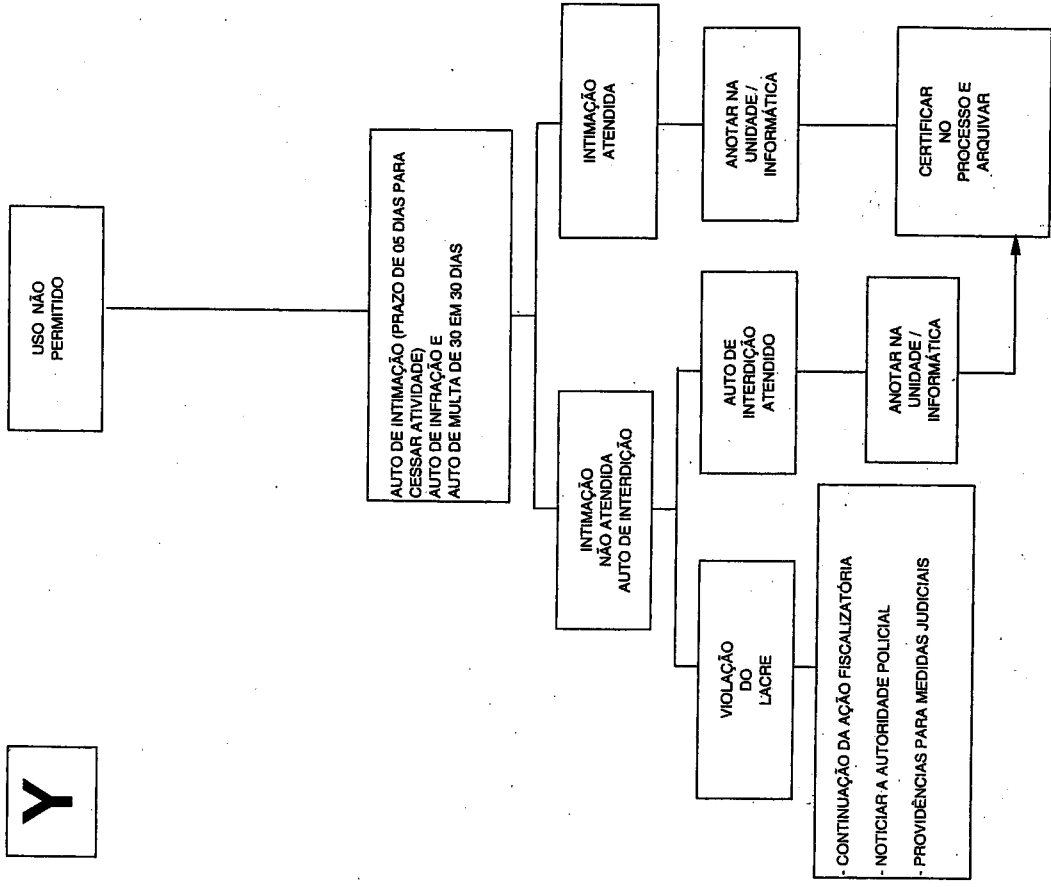 Y
USO NÃO
PERMITIDO
AUTO DE INTIMAÇÃO (PRAZO DE 05 DIAS PARA
CESSAR ATIVIDADE)
AUTO DE INFRAÇÃO E
AUTO DE MULTA DE 30 EM 30 DIAS
INTIMAÇÃO
NÃO ATENDIDA
AUTO DE INTERDIÇÃO
INTIMAÇÃO
ATENDIDA
VIOLAÇÃO
DO
LACRE
AUTO DE
INTERDIÇÃO
ATENDIDO
ANOTAR NA
UNIDADE /
INFORMÁTICA
- CONTINUAÇÃO DA AÇÃO FISCALIZATÓRIA
- NOTICIAR A AUTORIDADE POLICIAL
- PROVIDÊNCIAS PARA MEDIDAS JUDICIAIS
ANOTAR NA
UNIDADE /
INFORMÁTICA
CERTIFICAR
NO
PROCESSO E
ARQUIVAR